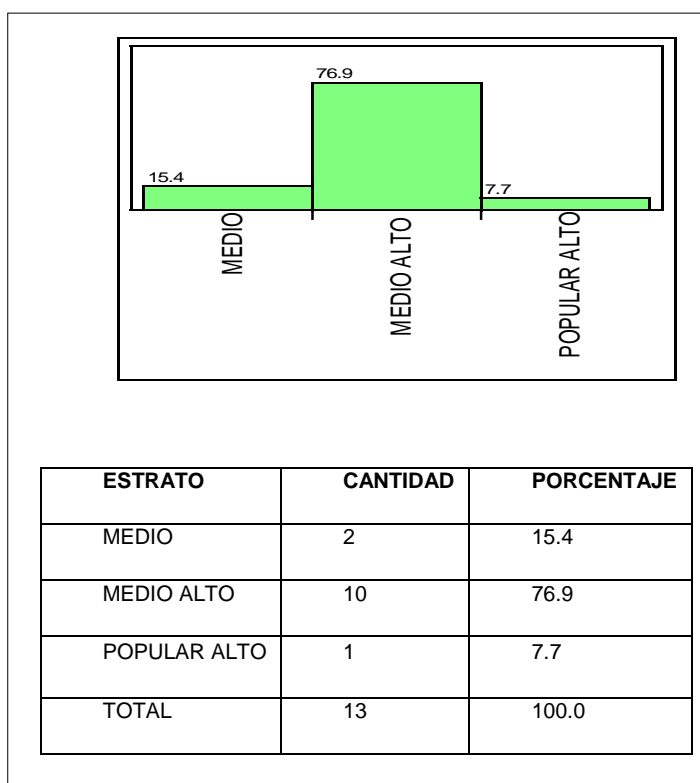 76.9
15.4
7.7
MEDIO
MEDIO ALTO
POPULAR ALTO
ESTRATO CANTIDAD PORCENTAJE
MEDIO 2 15.4
MEDIO ALTO 10 76.9
POPULAR ALTO 1 7.7
TOTAL 13 100.0